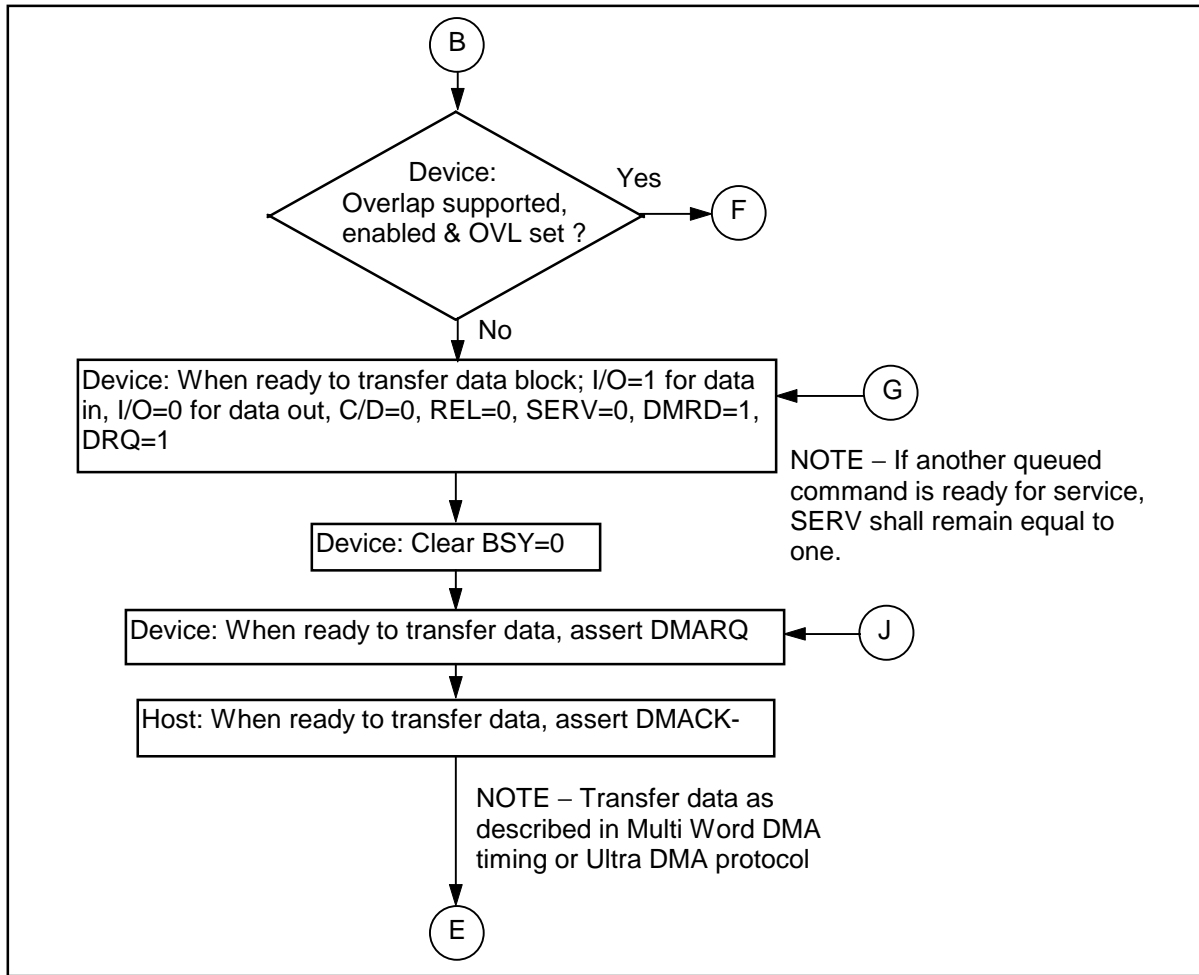 B
Device:
Overlap supported,
enabled & OVL set ?
Yes
F
No
Device: When ready to transfer data block; I/O=1 for data
in, I/O=0 for data out, C/D=0, REL=0, SERV=0, DMRD=1,
DRQ=1
G
NOTE – If another queued
command is ready for service,
SERV shall remain equal to
one.
Device: Clear BSY=0
Device: When ready to transfer data, assert DMARQ
J
Host: When ready to transfer data, assert DMACK-
NOTE – Transfer data as
described in Multi Word DMA
timing or Ultra DMA protocol
E